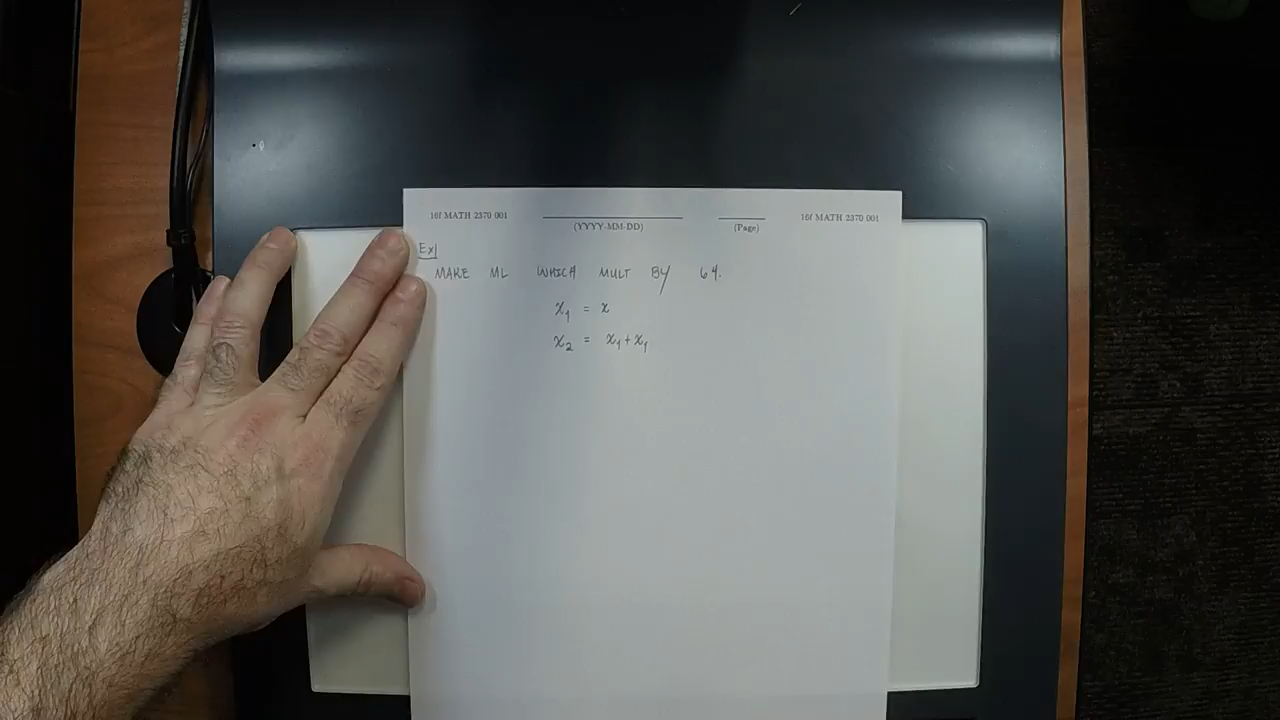 16f MATH 2370 001 (YYYY-MM-DD) (Page) 16f MATH 2370 001
Ex
MAKE ML WHICH MULT BY 64.
x₁ = x
x₂ = x₁ + x₁